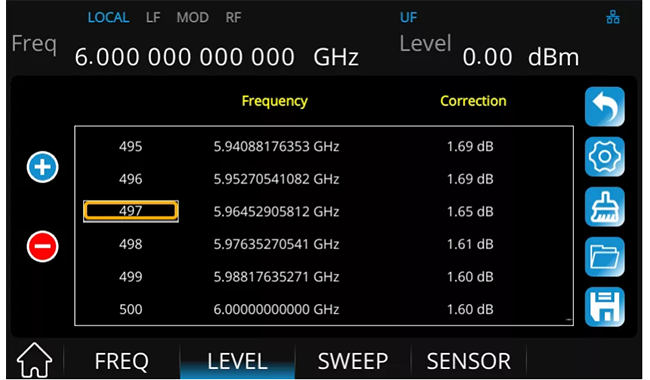 LOCAL LF MOD RF UF
Freq 6.000 000 000 000 GHz Level 0.00 dBm
Frequency Correction
495 5.94088176353 GHz 1.69 dB
496 5.95270541082 GHz 1.69 dB
497 5.96452905812 GHz 1.65 dB
498 5.97635270541 GHz 1.61 dB
499 5.98817635271 GHz 1.60 dB
500 6.00000000000 GHz 1.60 dB
FREQ LEVEL SWEEP SENSOR